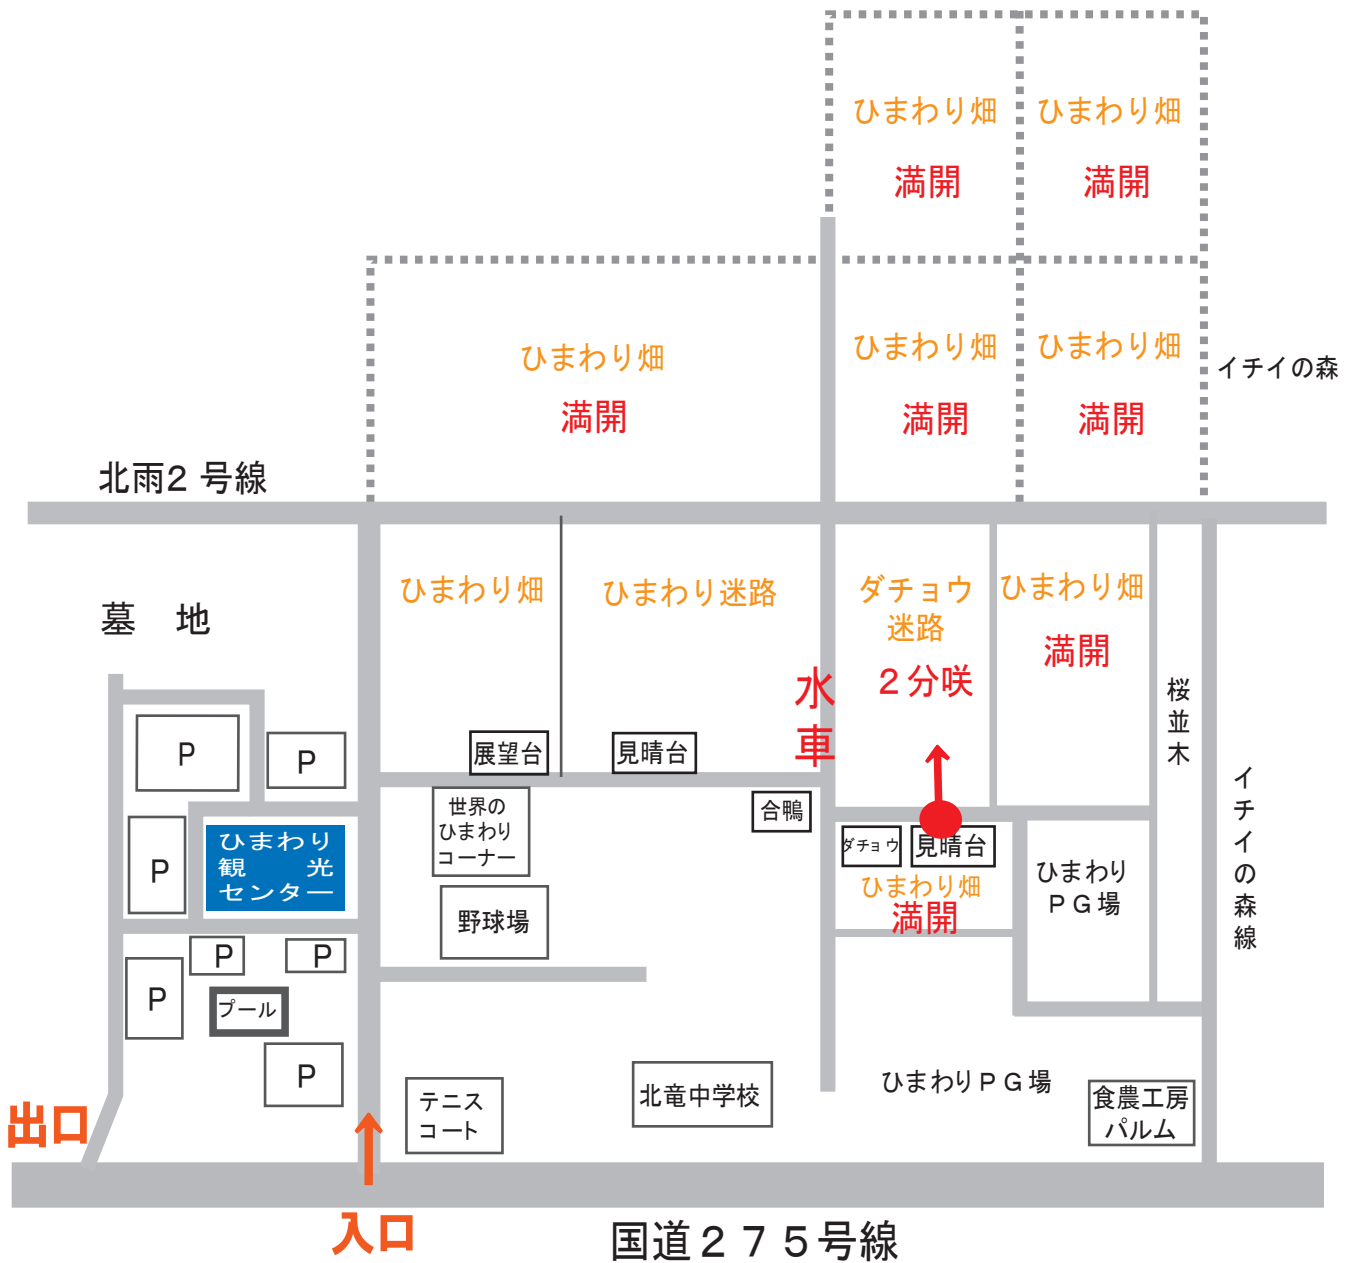 ひまわり畑
ひまわり畑
満開
満開
ひまわり畑
ひまわり畑
ひまわり畑
イチイの森
満開
満開
満開
北雨2 号線
ひまわり畑
ひまわり迷路
ダチョウ
迷路
2分咲
ひまわり畑
満開
墓 地
水車
桜並木
イチイの森線
展望台
見晴台
P
P
世界の
ひまわり
コーナー
合鴨
ダチョウ
見晴台
ひまわり畑
満開
ひまわり
PG場
P
ひまわり
観 光
センター
野球場
P
P
P
プール
P
テニス
コート
北竜中学校
ひまわりPG場
食農工房
パルム
出口
入口
国道275号線